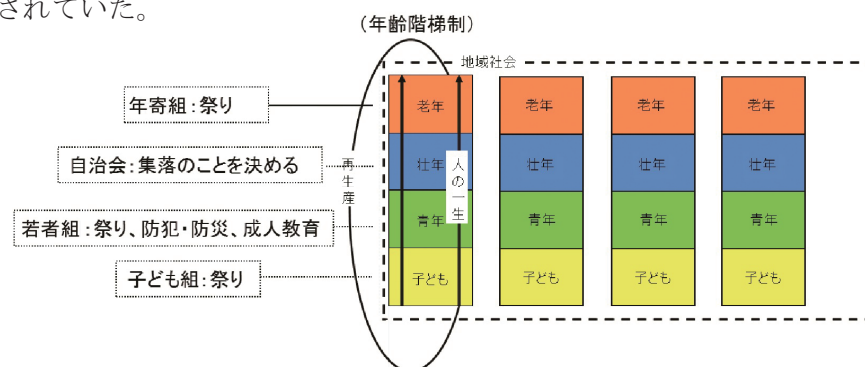 されていた。
（年齢階梯制）
地域社会
年寄組：祭り
自治会：集落のことを決める
若者組：祭り、防犯・防災、成人教育
子ども組：祭り
再生産
人の一生
老年
壮年
青年
子ども
老年
壮年
青年
子ども
老年
壮年
青年
子ども
老年
壮年
青年
子ども